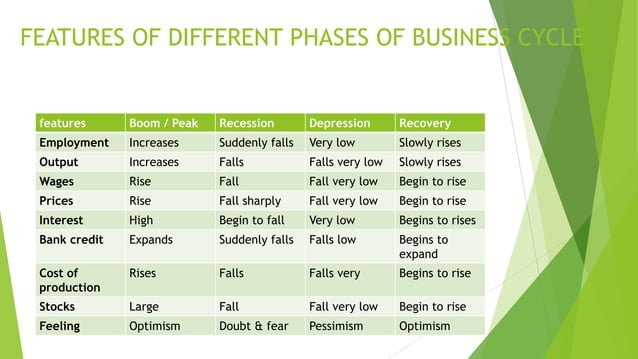 FEATURES OF DIFFERENT PHASES OF BUSINESS CYCLE
features Boom / Peak Recession Depression Recovery
Employment Increases Suddenly falls Very low Slowly rises
Output Increases Falls Falls very low Slowly rises
Wages Rise Fall Fall very low Begin to rise
Prices Rise Fall sharply Fall very low Begin to rise
Interest High Begin to fall Very low Begins to rises
Bank credit Expands Suddenly falls Falls low Begins to
expand
Cost of Rises Falls Falls very Begins to rise
production
Stocks Large Fall Fall very low Begin to rise
Feeling Optimism Doubt & fear Pessimism Optimism